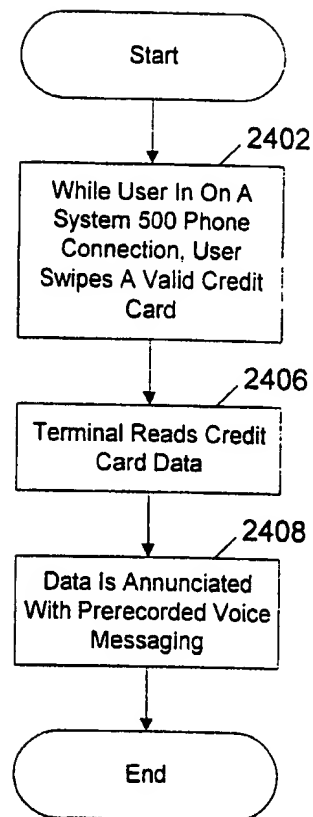 Start
2402
While User In On A
System 500 Phone
Connection, User
Swipes A Valid Credit
Card
2406
Terminal Reads Credit
Card Data
2408
Data Is Annunciated
With Prerecorded Voice
Messaging
End